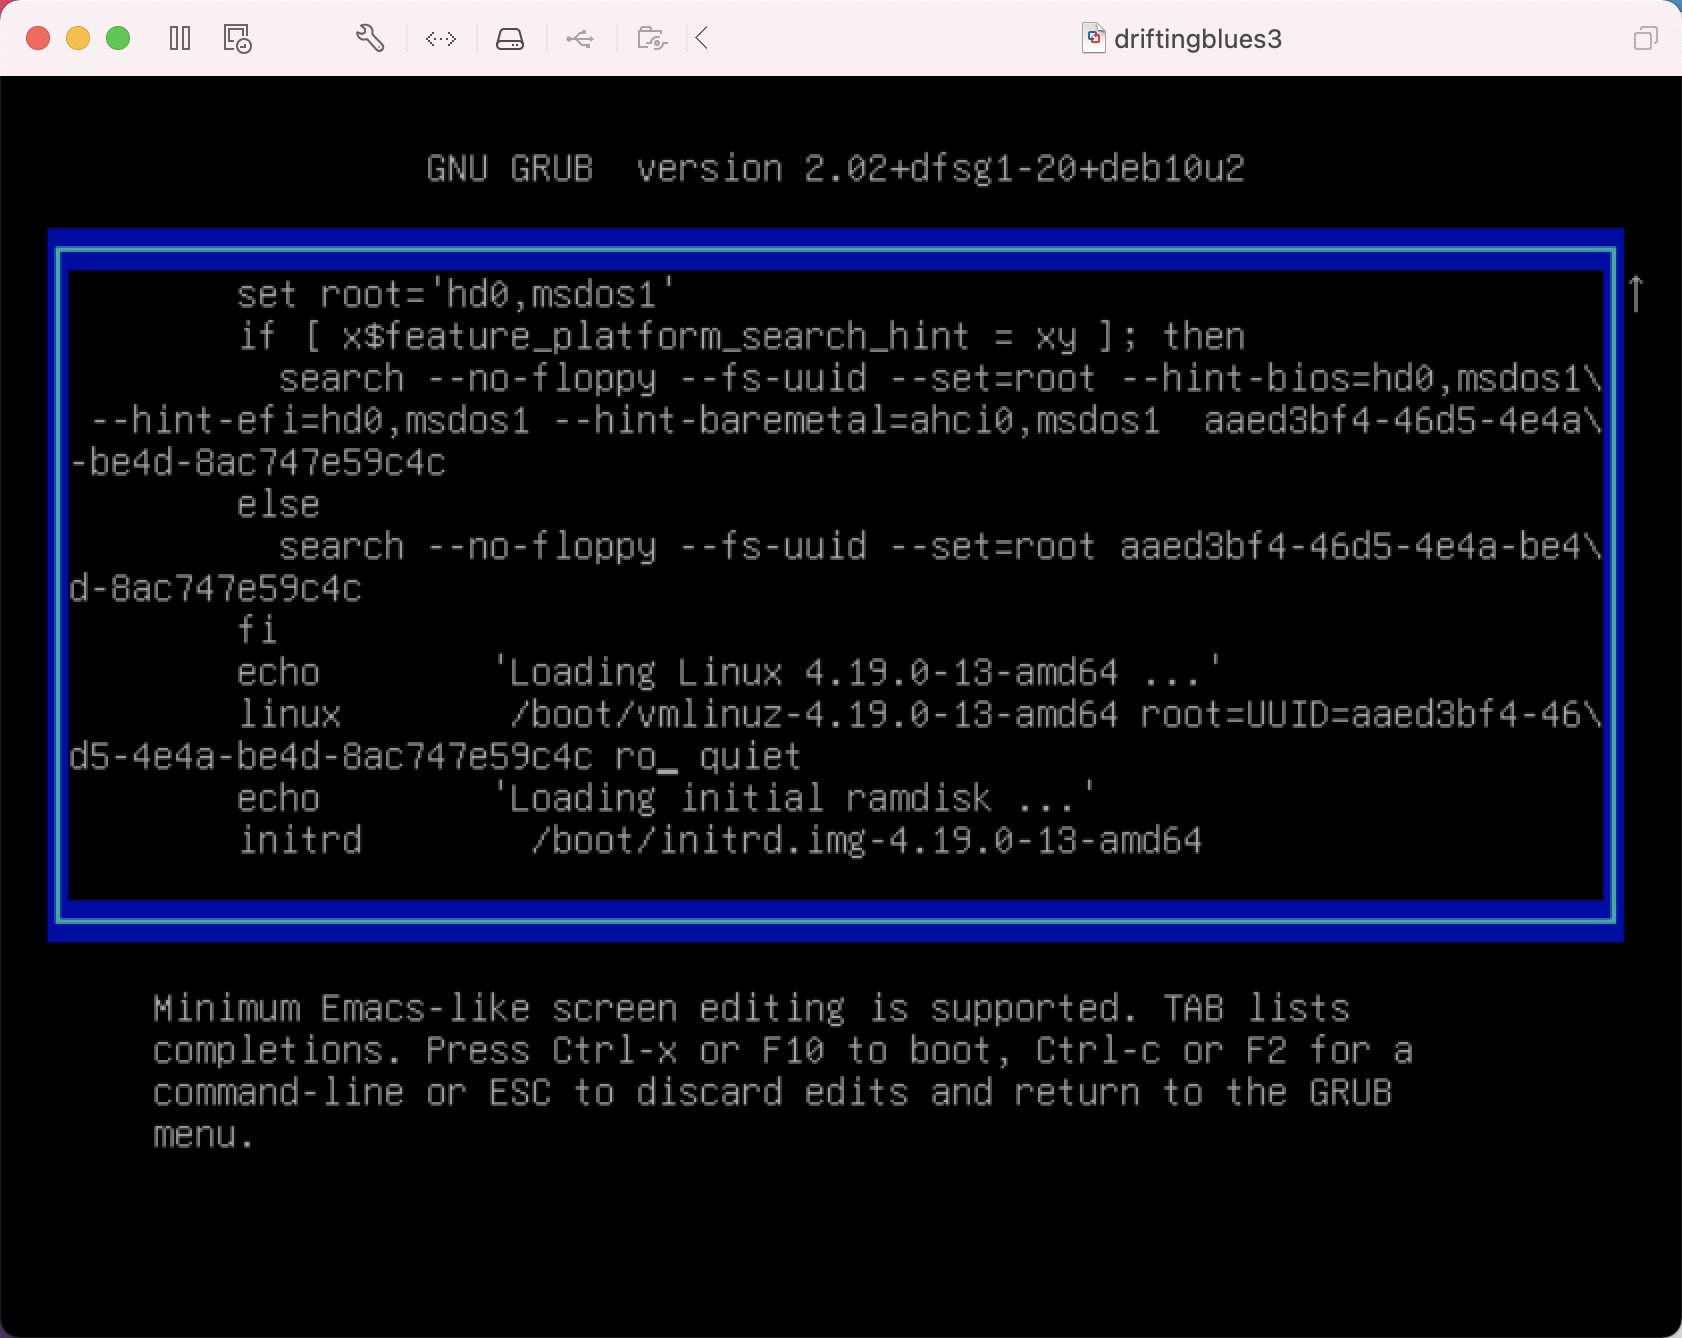 driftingblues3
GNU GRUB  version 2.02+dfsg1-20+deb10u2
set root='hd0,msdos1'
if [ x$feature_platform_search_hint = xy ]; then
search --no-floppy --fs-uuid --set=root --hint-bios=hd0,msdos1\
--hint-efi=hd0,msdos1 --hint-baremetal=ahci0,msdos1  aaed3bf4-46d5-4e4a\
-be4d-8ac747e59c4c
else
search --no-floppy --fs-uuid --set=root aaed3bf4-46d5-4e4a-be4\
d-8ac747e59c4c
fi
echo        'Loading Linux 4.19.0-13-amd64 ...'
linux        /boot/vmlinuz-4.19.0-13-amd64 root=UUID=aaed3bf4-46\
d5-4e4a-be4d-8ac747e59c4c ro_ quiet
echo        'Loading initial ramdisk ...'
initrd        /boot/initrd.img-4.19.0-13-amd64
Minimum Emacs-like screen editing is supported. TAB lists
completions. Press Ctrl-x or F10 to boot, Ctrl-c or F2 for a
command-line or ESC to discard edits and return to the GRUB
menu.